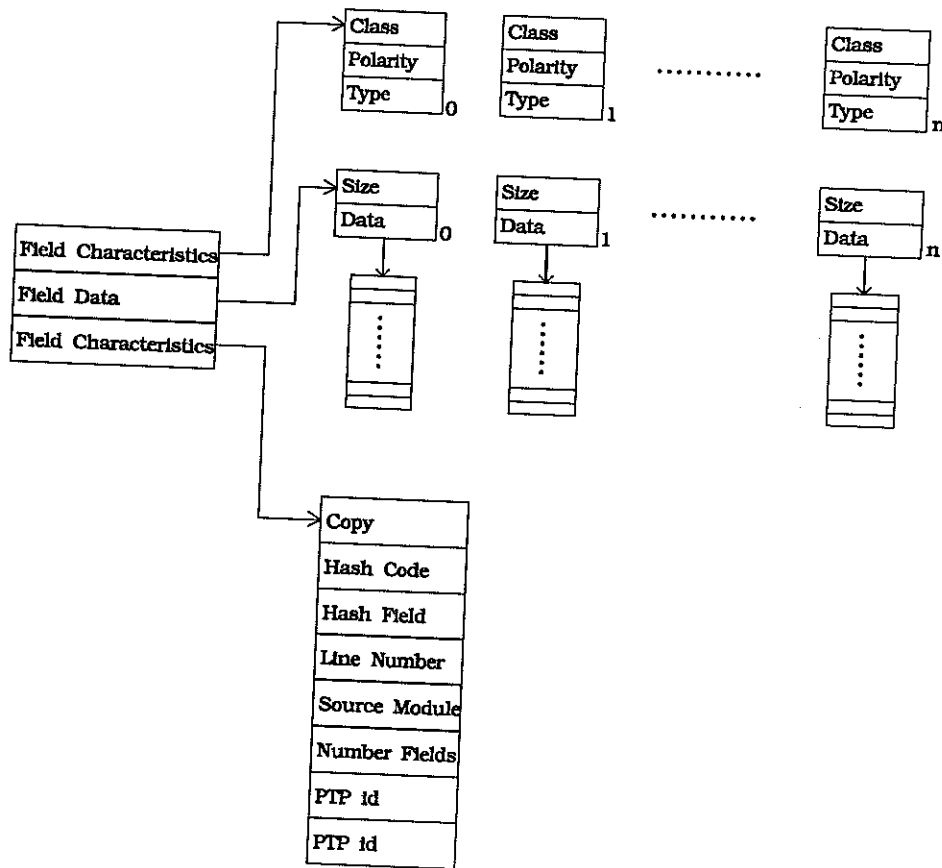 Class
Polarity
Type
0
Class
Polarity
Type
1
Class
Polarity
Type
n
Size
Data
0
Size
Data
1
Size
Data
n
Field Characteristics
Field Data
Field Characteristics
Copy
Hash Code
Hash Field
Line Number
Source Module
Number Fields
PTP id
PTP id